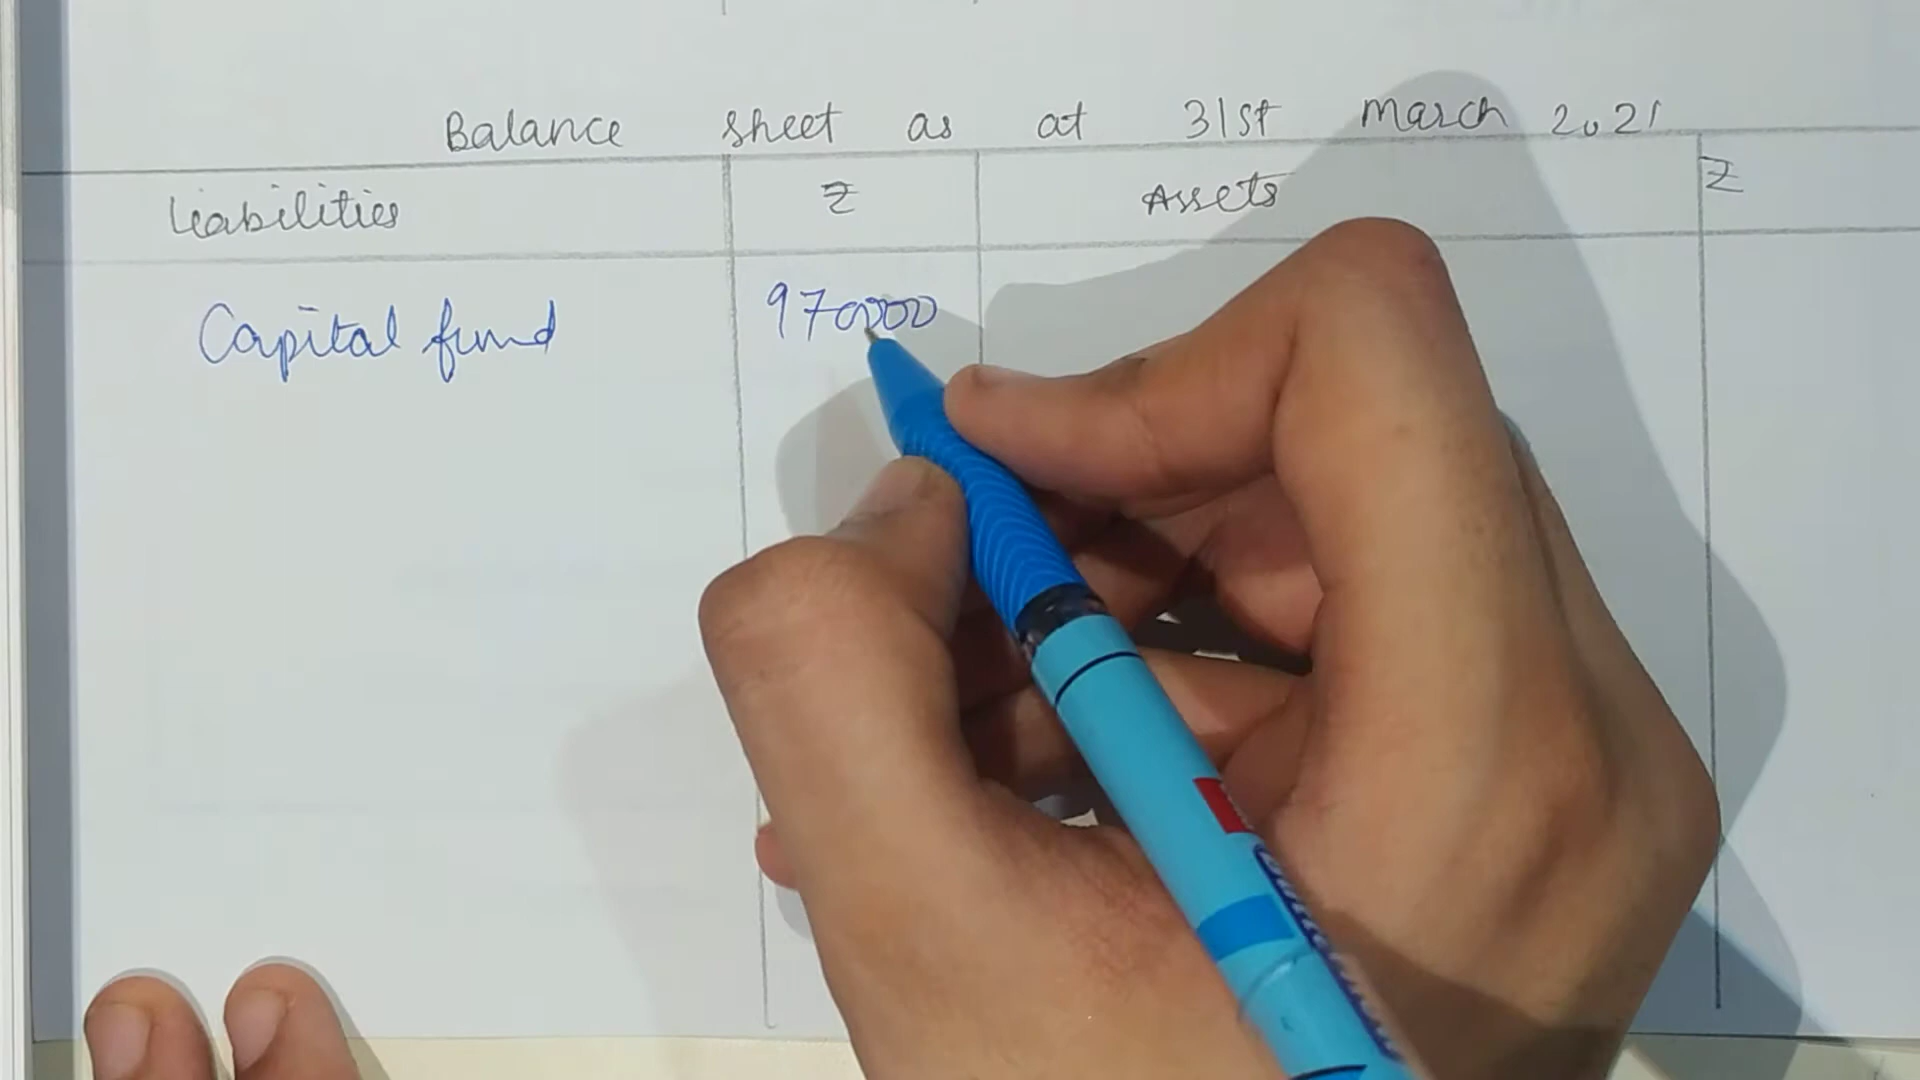 Balance sheet as at 31st March 2021
Liabilities ₹ Assets ₹
Capital fund 970000